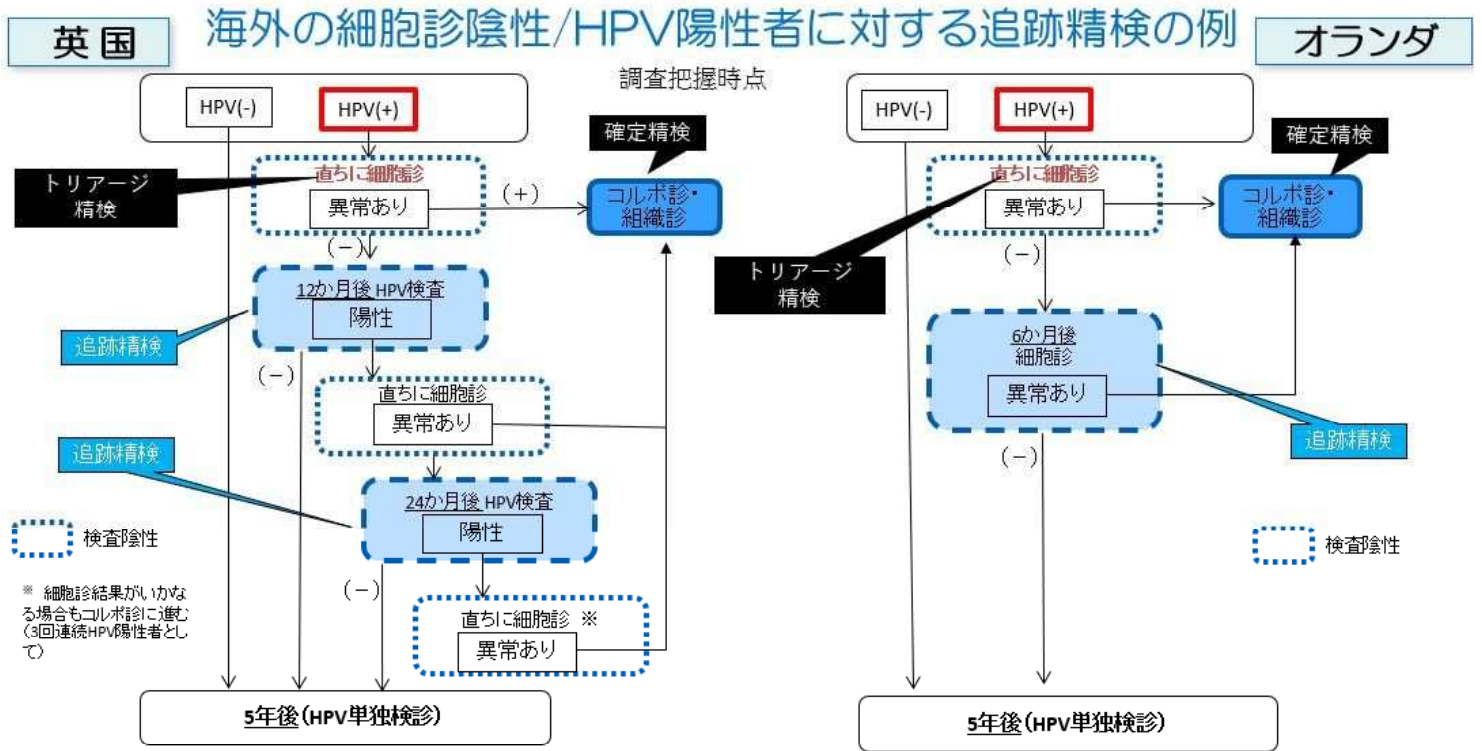 英国
海外の細胞診陰性/HPV陽性者に対する追跡精検の例
オランダ
調査把握時点
HPV(-)
HPV(+)
確定精検
トリアージ
精検
直ちに細胞診
異常あり
(+)
コルポ診・
組織診
(-)
12か月後 HPV検査
陽性
追跡精検
(-)
直ちに細胞診
異常あり
追跡精検
24か月後 HPV検査
陽性
検査陰性
(-)
※ 細胞診結果がいかな
る場合もコルポ診に進む
(3回連続HPV陽性者とし
て)
直ちに細胞診 ※
異常あり
5年後(HPV単独検診)
HPV(-)
HPV(+)
確定精検
直ちに細胞診
異常あり
コルポ診・
組織診
トリアージ
精検
(-)
6か月後
細胞診
異常あり
追跡精検
(-)
検査陰性
5年後(HPV単独検診)